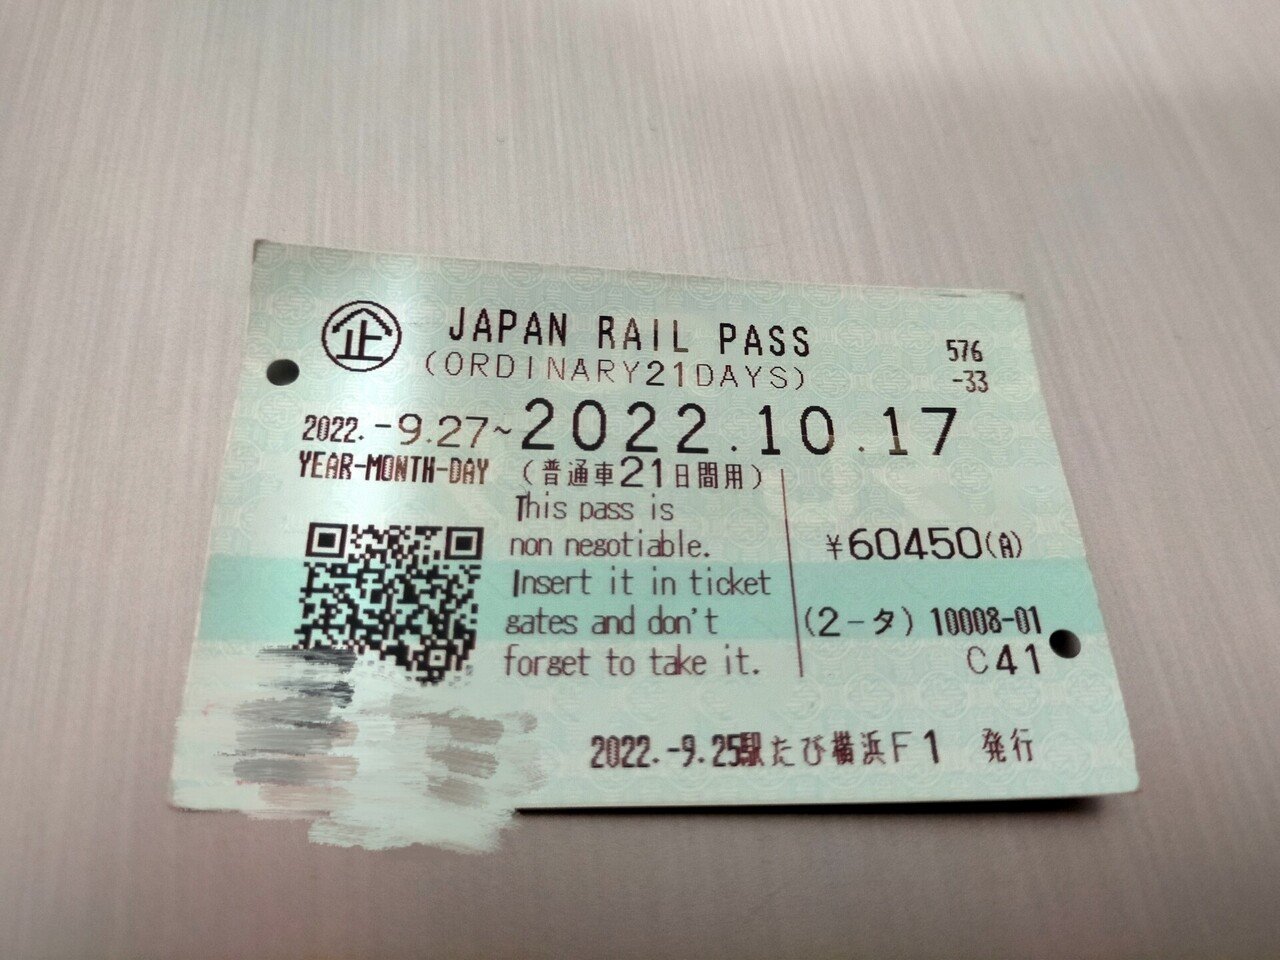 企 JAPAN RAIL PASS
(ORDINARY21DAYS)
576
-33
2022.-9.27~2022.10.17
YEAR-MONTH-DAY (普通車21日間用)
This pass is
non negotiable.
Insert it in ticket
gates and don't
forget to take it.
¥60450(A)
(2-タ) 10008-01
C41
2022.-9.25駅たび横浜F1 発行